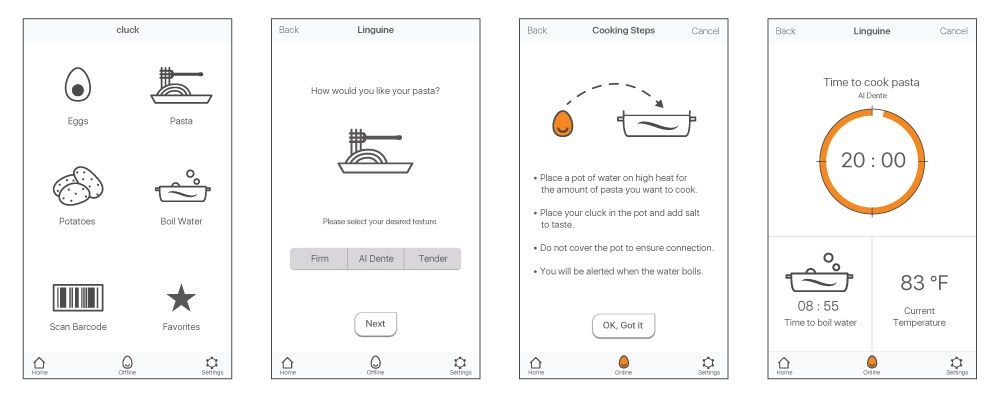 cluck
Eggs
Pasta
Potatoes
Boil Water
Scan Barcode
Favorites
Home
Offline
Settings
Back
Linguine
How would you like your pasta?
Please select your desired texture.
Firm
Al Dente
Tender
Next
Home
Offline
Settings
Back
Cooking Steps
Cancel
• Place a pot of water on high heat for
the amount of pasta you want to cook.
• Place your cluck in the pot and add salt
to taste.
• Do not cover the pot to ensure connection.
• You will be alerted when the water boils.
OK, Got it
Home
Online
Settings
Back
Linguine
Cancel
Time to cook pasta
Al Dente.
20 : 00
08 : 55
Time to boil water
83 °F
Current
Temperature
Home
Online
Settings